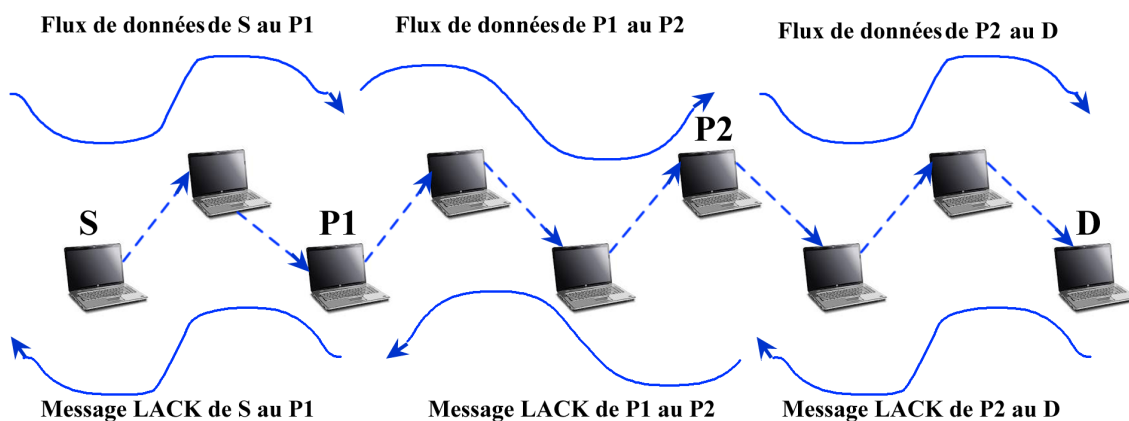 Flux de données de S au P1
Flux de données de P1 au P2
Flux de données de P2 au D
P2
S
P1
D
Message LACK de S au P1
Message LACK de P1 au P2
Message LACK de P2 au D